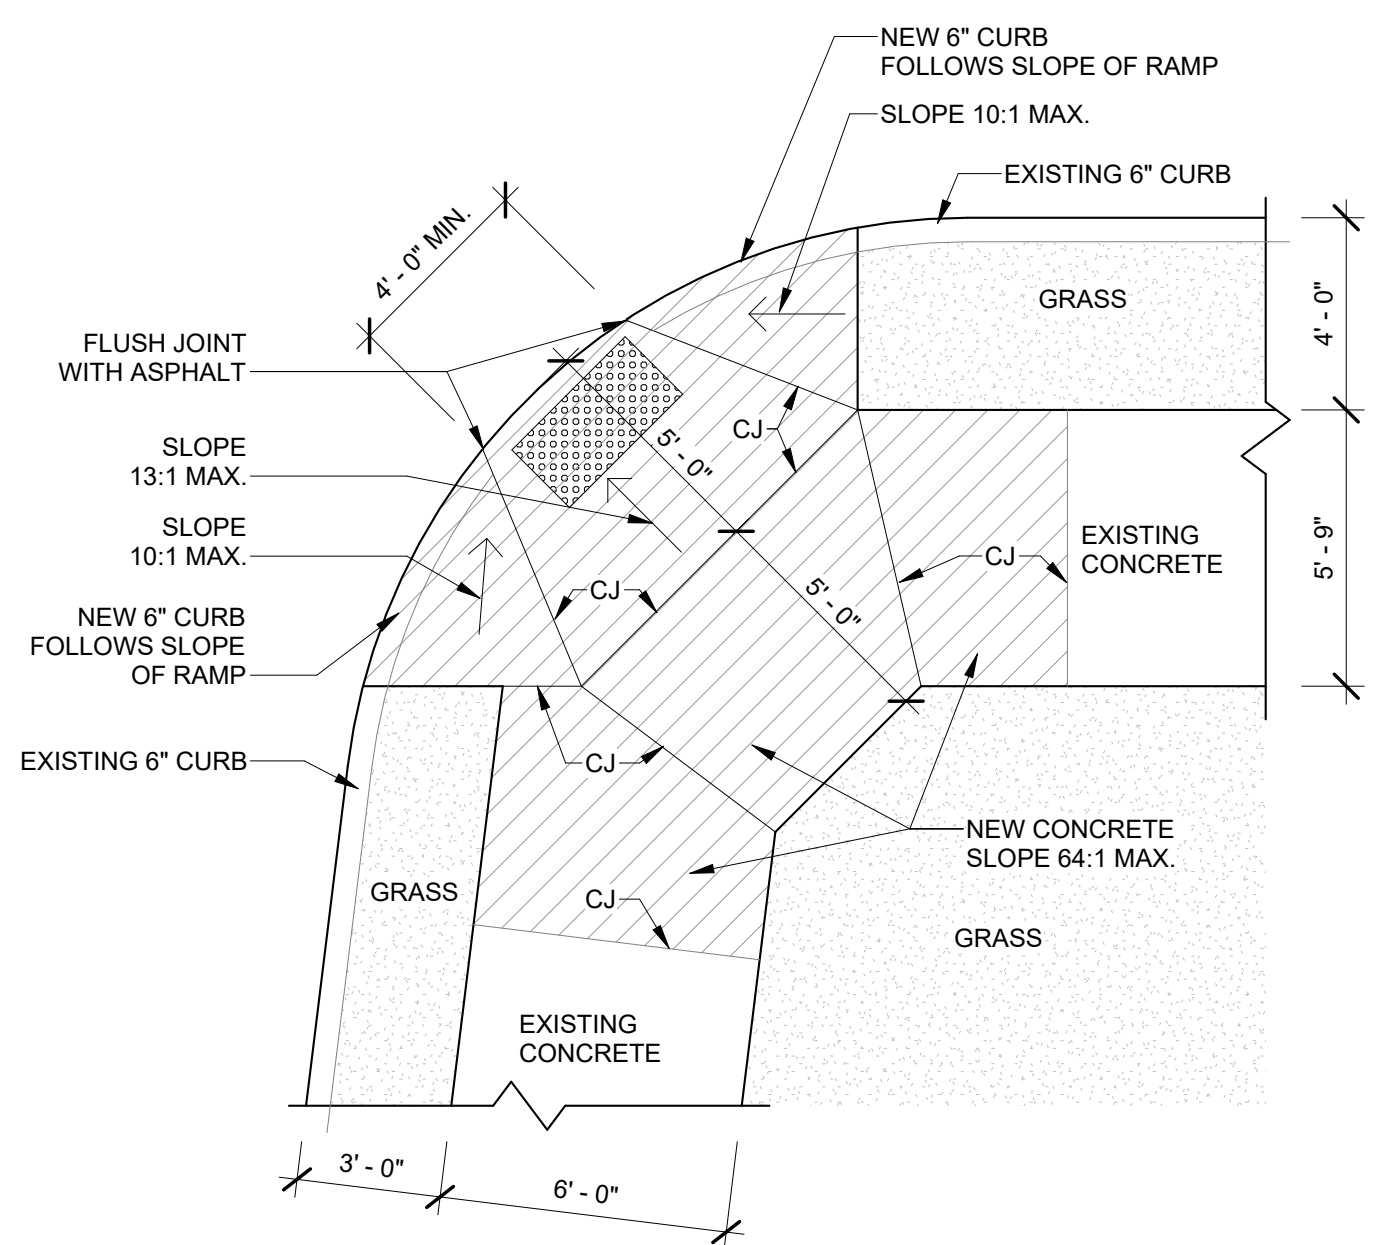 NEW 6" CURB
FOLLOWS SLOPE OF RAMP
SLOPE 10:1 MAX.
EXISTING 6" CURB
4' - 0" MIN.
GRASS
4' - 0"
FLUSH JOINT
WITH ASPHALT
CJ
5' - 0"
SLOPE
13:1 MAX.
SLOPE
10:1 MAX.
EXISTING
CONCRETE
CJ
5' - 9"
CJ
5' - 0"
NEW 6" CURB
FOLLOWS SLOPE
OF RAMP
EXISTING 6" CURB
CJ
NEW CONCRETE
SLOPE 64:1 MAX.
GRASS
CJ
GRASS
EXISTING
CONCRETE
3' - 0"
6' - 0"